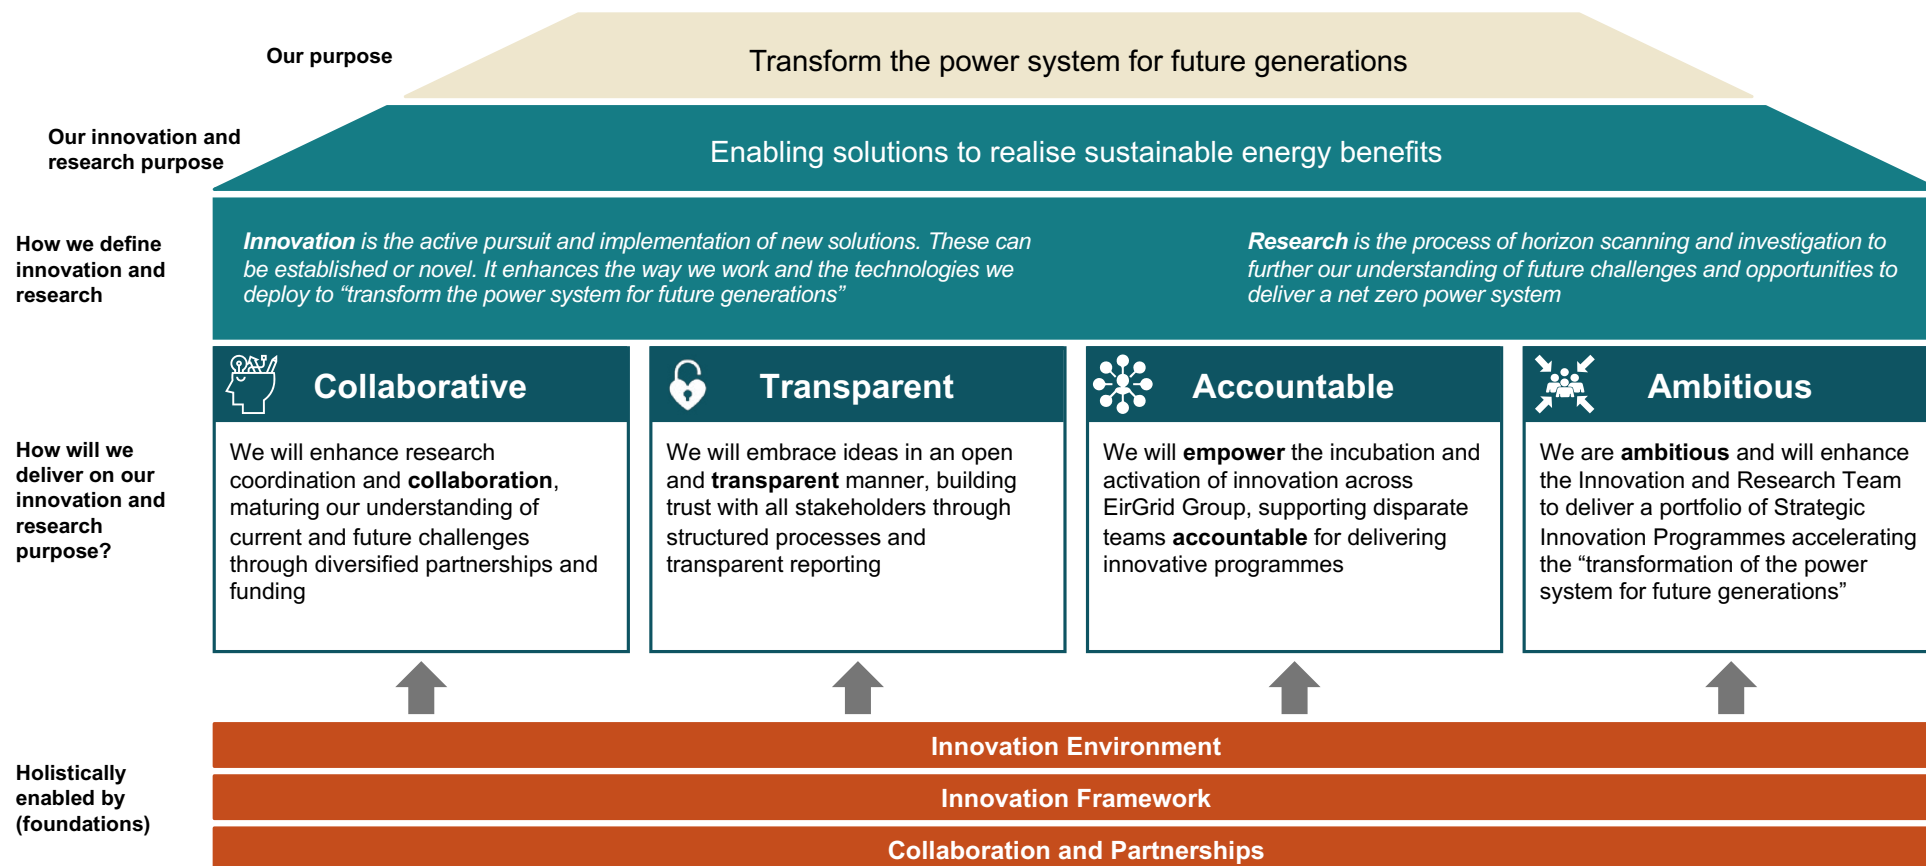 Our purpose
Transform the power system for future generations
Our innovation and
research purpose
Enabling solutions to realise sustainable energy benefits
How we define
innovation and
research
Innovation is the active pursuit and implementation of new solutions. These can
be established or novel. It enhances the way we work and the technologies we
deploy to “transform the power system for future generations”
Research is the process of horizon scanning and investigation to
further our understanding of future challenges and opportunities to
deliver a net zero power system
How will we
deliver on our
innovation and
research
purpose?
Collaborative
We will enhance research
coordination and collaboration,
maturing our understanding of
current and future challenges
through diversified partnerships and
funding
Transparent
We will embrace ideas in an open
and transparent manner, building
trust with all stakeholders through
structured processes and
transparent reporting
Accountable
We will empower the incubation and
activation of innovation across
EirGrid Group, supporting disparate
teams accountable for delivering
innovative programmes
Ambitious
We are ambitious and will enhance
the Innovation and Research Team
to deliver a portfolio of Strategic
Innovation Programmes accelerating
the “transformation of the power
system for future generations”
Holistically
enabled by
(foundations)
Innovation Environment
Innovation Framework
Collaboration and Partnerships